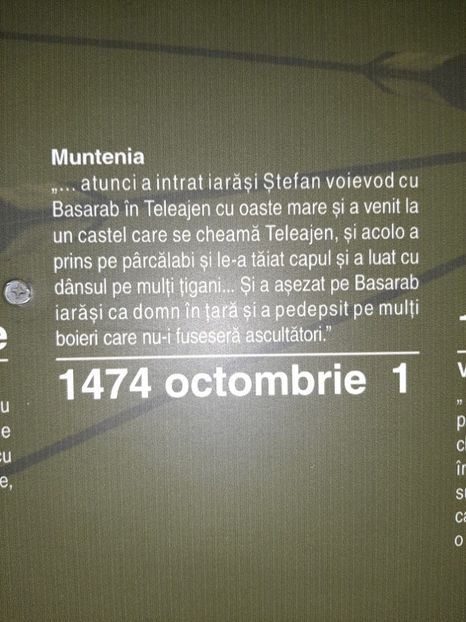 Muntenia
„... atunci a intrat iarăși Ștefan voievod cu
Basarab în Teleajen cu oaste mare și a venit la
un castel care se cheamă Teleajen, și acolo a
prins pe pârcălabi și le-a tăiat capul și a luat cu
dânsul pe mulți țigani... Și a așezat pe Basarab
iarăși ca domn în țară și a pedepsit pe mulți
boieri care nu-i fuseseră ascultători.”
1474 octombrie 1